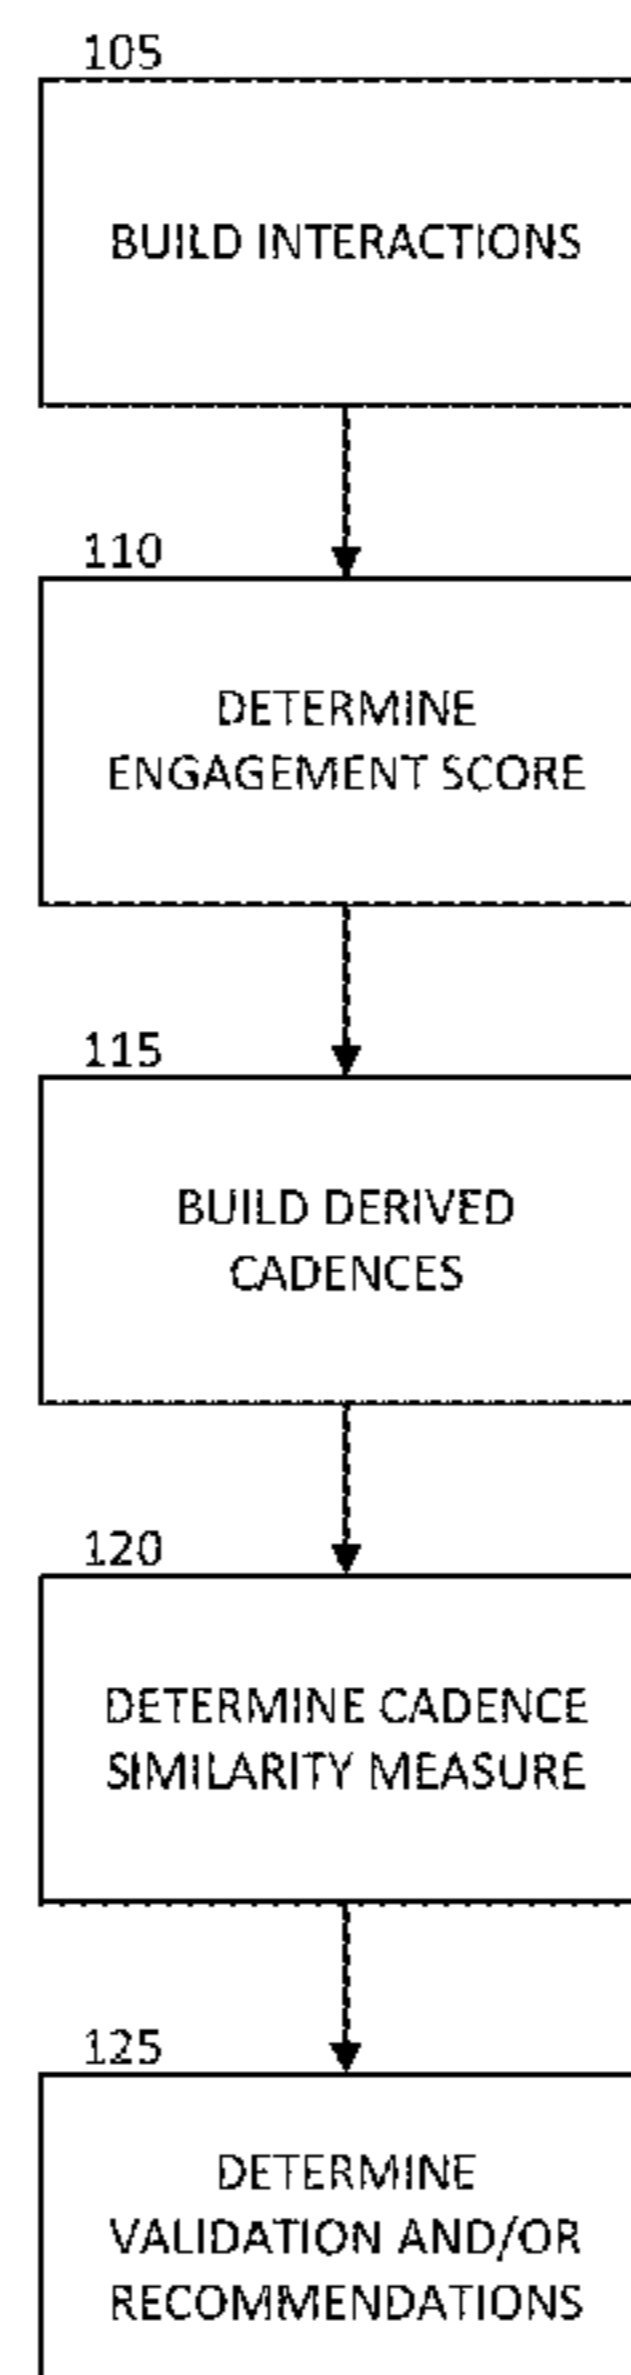 105
BUILD INTERACTIONS
110
DETERMINE
ENGAGEMENT SCORE
115
BUILD DERIVED
CADENCES
120
DETERMINE CADENCE
SIMILARITY MEASURE
125
DETERMINE
VALIDATION AND/OR
RECOMMENDATIONS